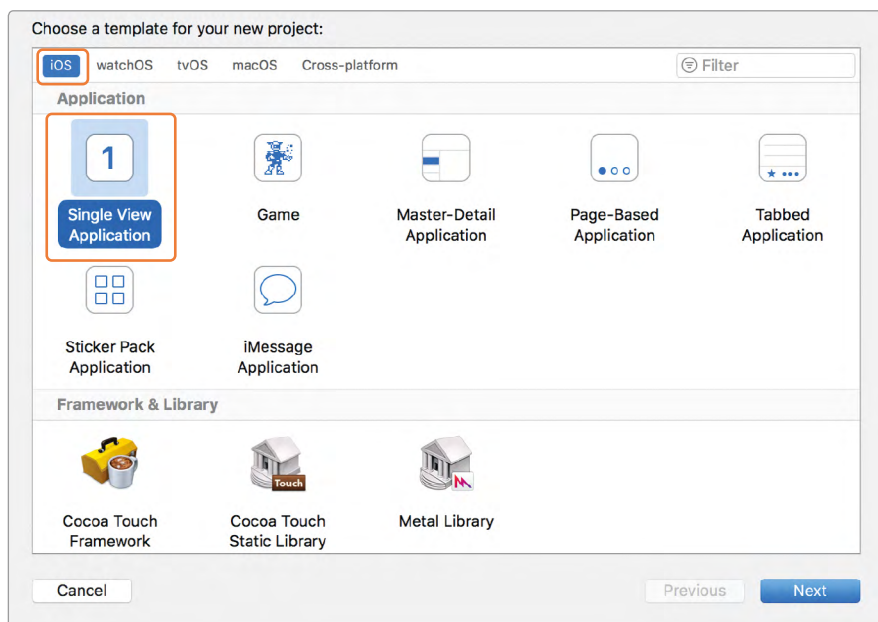 Choose a template for your new project:
iOS watchOS tvOS macOS Cross-platform Filter
Application
1
Single View
Application
Game
Master-Detail
Application
Page-Based
Application
Tabbed
Application
Sticker Pack
Application
iMessage
Application
Framework & Library
Touch
Cocoa Touch
Framework
Cocoa Touch
Static Library
Metal Library
Cancel Previous Next